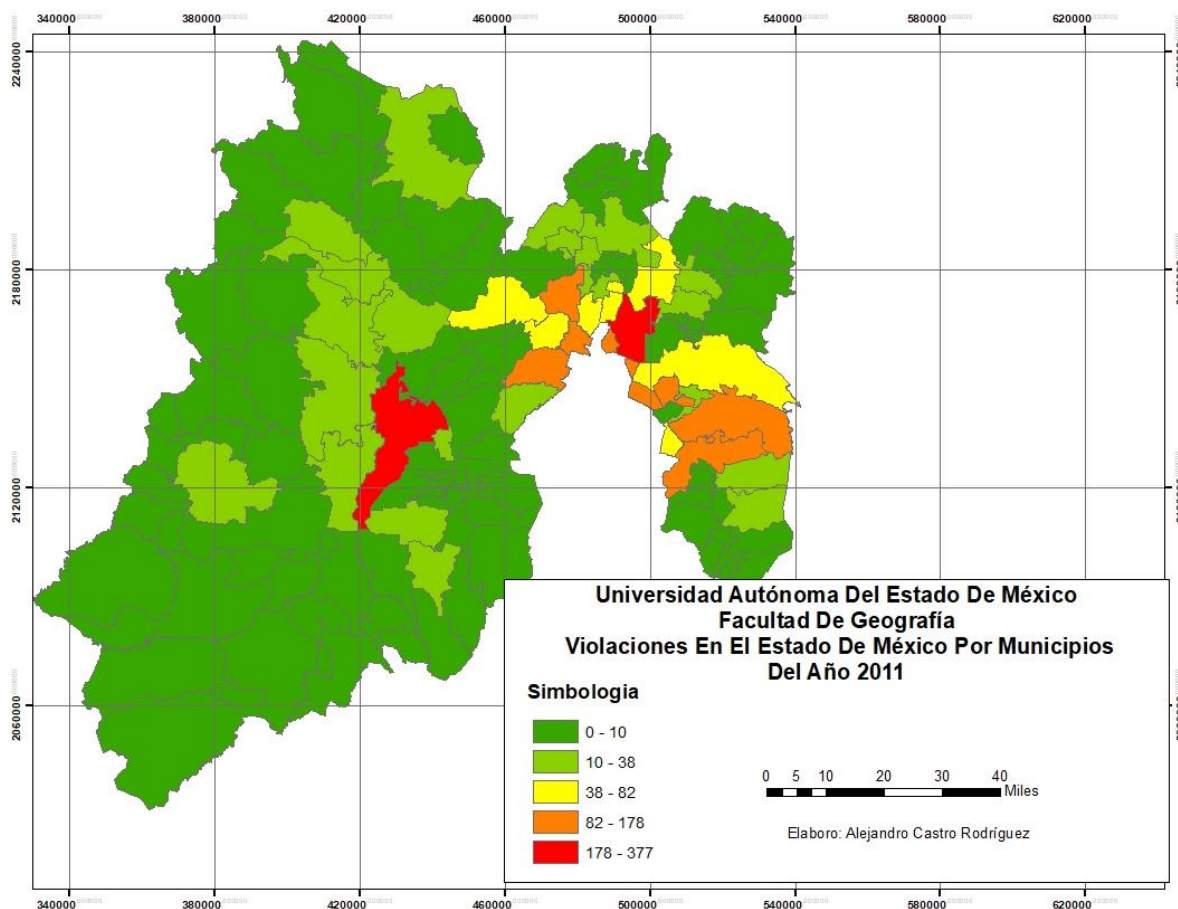 340000 380000 420000 460000 500000 540000 580000 620000
2240000
2180000
2120000
2060000
Universidad Autónoma Del Estado De México
Facultad De Geografía
Violaciones En El Estado De México Por Municipios
Del Año 2011
Simbologia
0 - 10
10 - 38
38 - 82
82 - 178
178 - 377
0 5 10 20 30 40
Miles
Elaboro: Alejandro Castro Rodríguez
340000 380000 420000 460000 500000 540000 580000 620000